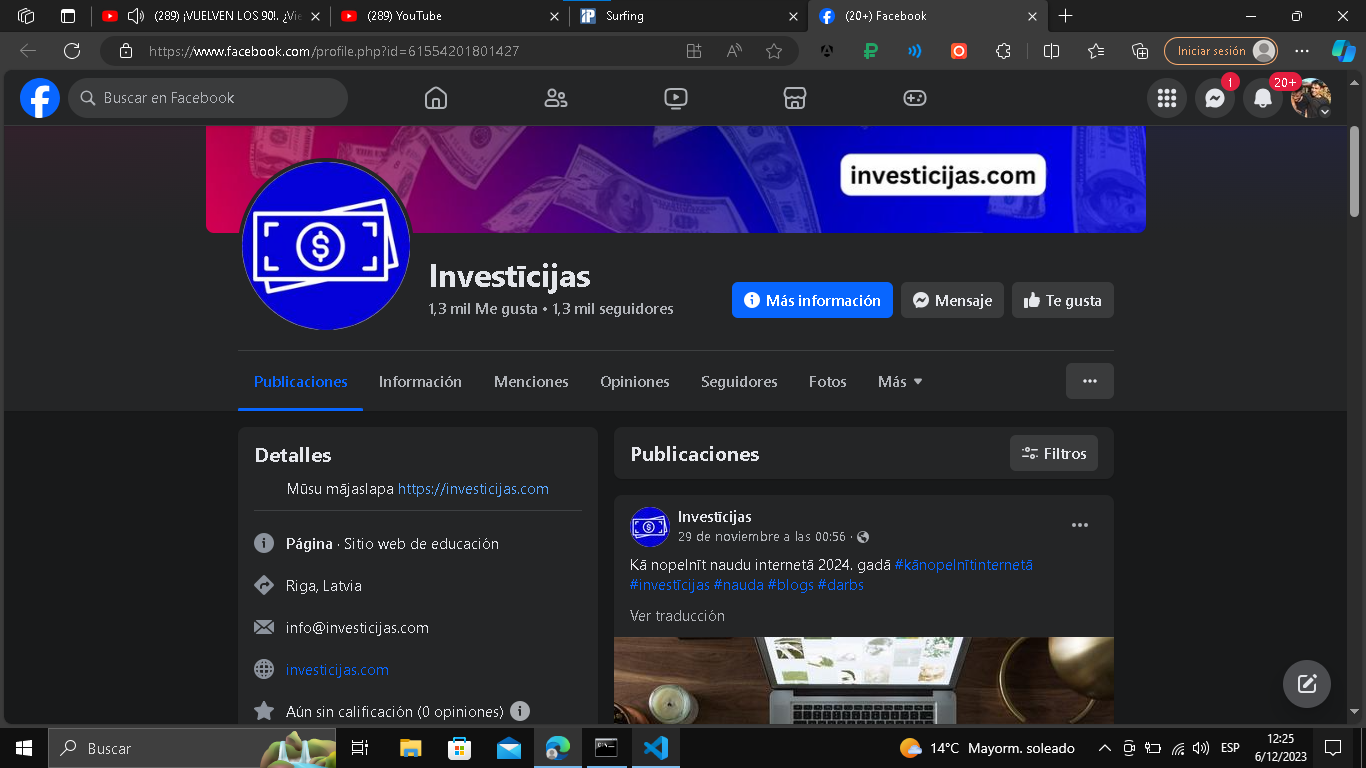 (289) ¡VUELVEN LOS 90!. ¿Vie
(289) YouTube
Surfing
(20+) Facebook
https://www.facebook.com/profile.php?id=61554201801427
Iniciar sesión
Buscar en Facebook
1
20+
investicijas.com
Investīcijas
1,3 mil Me gusta • 1,3 mil seguidores
Más información
Mensaje
Te gusta
Publicaciones
Información
Menciones
Opiniones
Seguidores
Fotos
Más
Detalles
Mūsu mājaslapa https://investicijas.com
Página · Sitio web de educación
Riga, Latvia
info@investicijas.com
investicijas.com
Aún sin calificación (0 opiniones)
Publicaciones
Filtros
Investīcijas
29 de noviembre a las 00:56 ·
Kā nopelnīt naudu internetā 2024. gadā #kānopelnītinternetā
#investīcijas #nauda #blogs #darbs
Ver traducción
Buscar
14°C Mayorm. soleado
ESP
12:25
6/12/2023